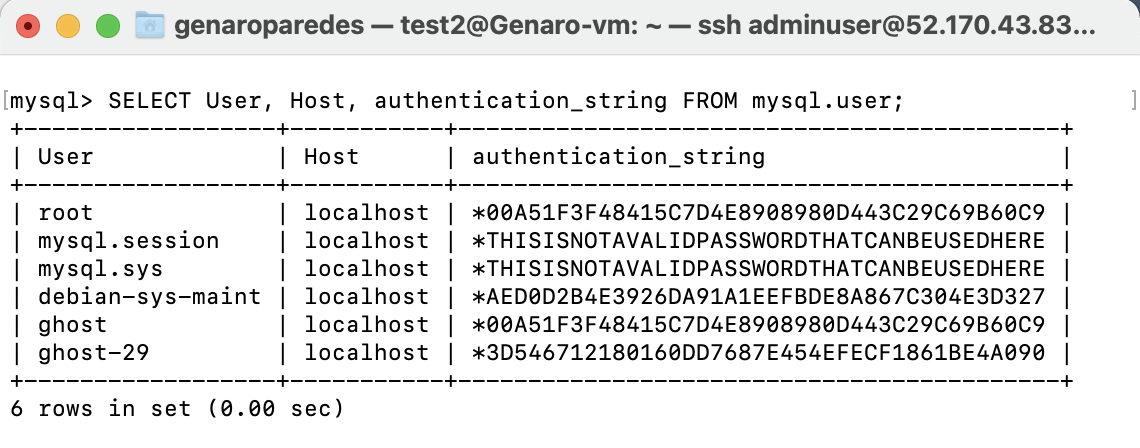 genaroparedes — test2@Genaro-vm: ~ — ssh adminuser@52.170.43.83...
[mysql> SELECT User, Host, authentication_string FROM mysql.user; ]
+------------------+-----------+-------------------------------------------+
| User             | Host      | authentication_string                     |
+------------------+-----------+-------------------------------------------+
| root             | localhost | *00A51F3F48415C7D4E8908980D443C29C69B60C9 |
| mysql.session    | localhost | *THISISNOTAVALIDPASSWORDTHATCANBEUSEDHERE |
| mysql.sys        | localhost | *THISISNOTAVALIDPASSWORDTHATCANBEUSEDHERE |
| debian-sys-maint | localhost | *AED0D2B4E3926DA91A1EEFBDE8A867C304E3D327 |
| ghost            | localhost | *00A51F3F48415C7D4E8908980D443C29C69B60C9 |
| ghost-29         | localhost | *3D546712180160DD7687E454EFECF1861BE4A090 |
+------------------+-----------+-------------------------------------------+
6 rows in set (0.00 sec)